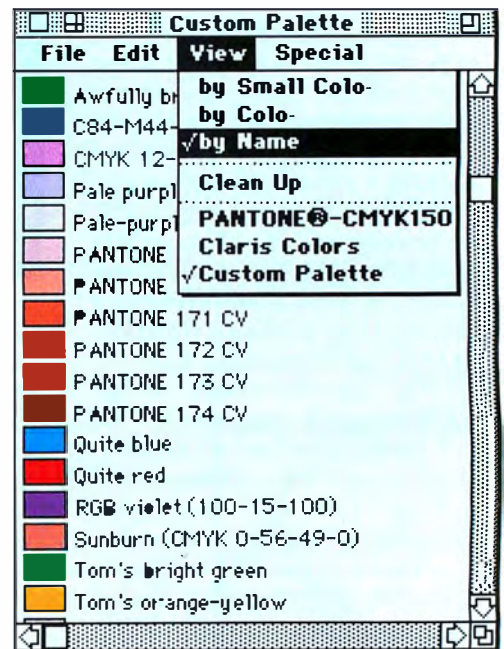 Custom Palette
File Edit View Special
by Small Colo-
by Colo-
√by Name
Clean Up
PANTONE®-CMYK150
Claris Colors
√Custom Palette
Awfully br
C84-M44-
CMYK 12-
Pale purpl
Pale-purpl
PANTONE
PANTONE
PANTONE 171 CV
PANTONE 172 CV
PANTONE 173 CV
PANTONE 174 CV
Quite blue
Quite red
RGB violet (100-15-100)
Sunburn (CMYK 0-56-49-0)
Tom's bright green
Tom's orange-yellow